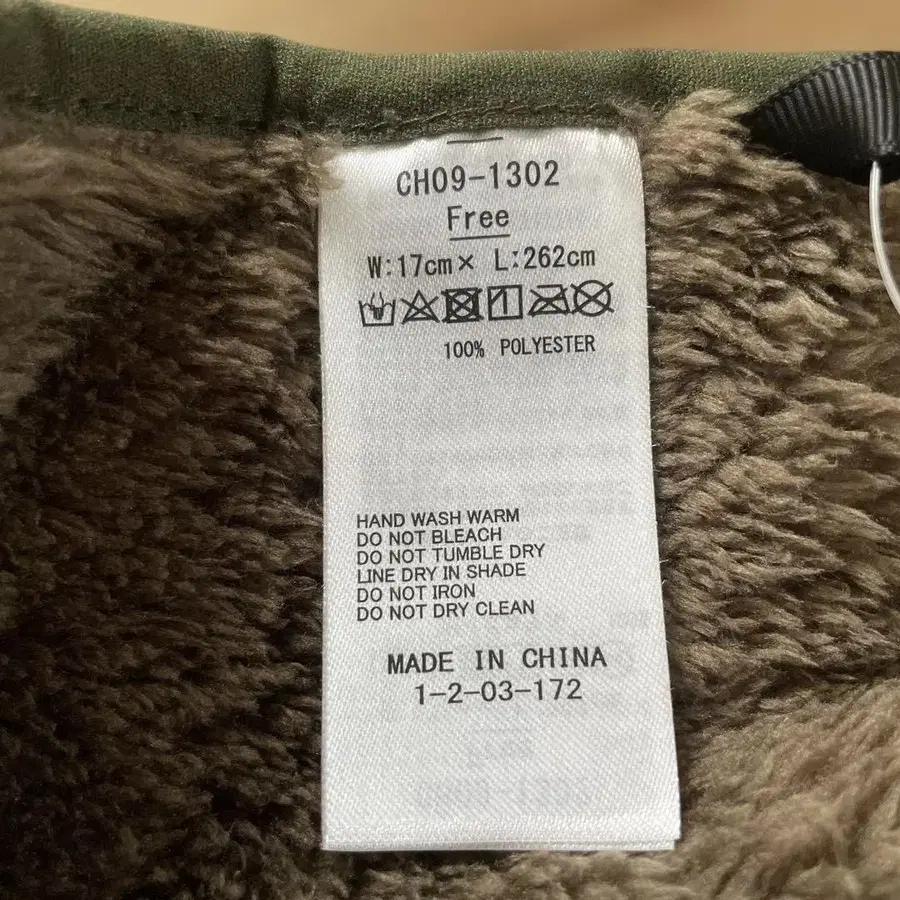 CH09-1302
Free
W:17cm× L:262cm
100% POLYESTER
HAND WASH WARM
DO NOT BLEACH
DO NOT TUMBLE DRY
LINE DRY IN SHADE
DO NOT IRON
DO NOT DRY CLEAN
MADE IN CHINA
1-2-03-172